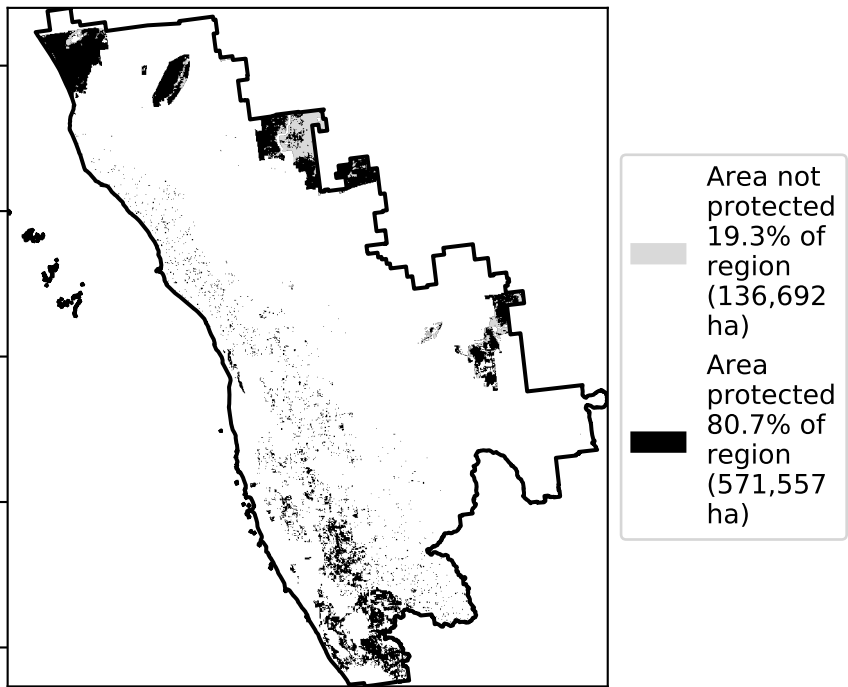 Area not
protected
19.3% of
region
(136,692
ha)
Area
protected
80.7% of
region
(571,557
ha)